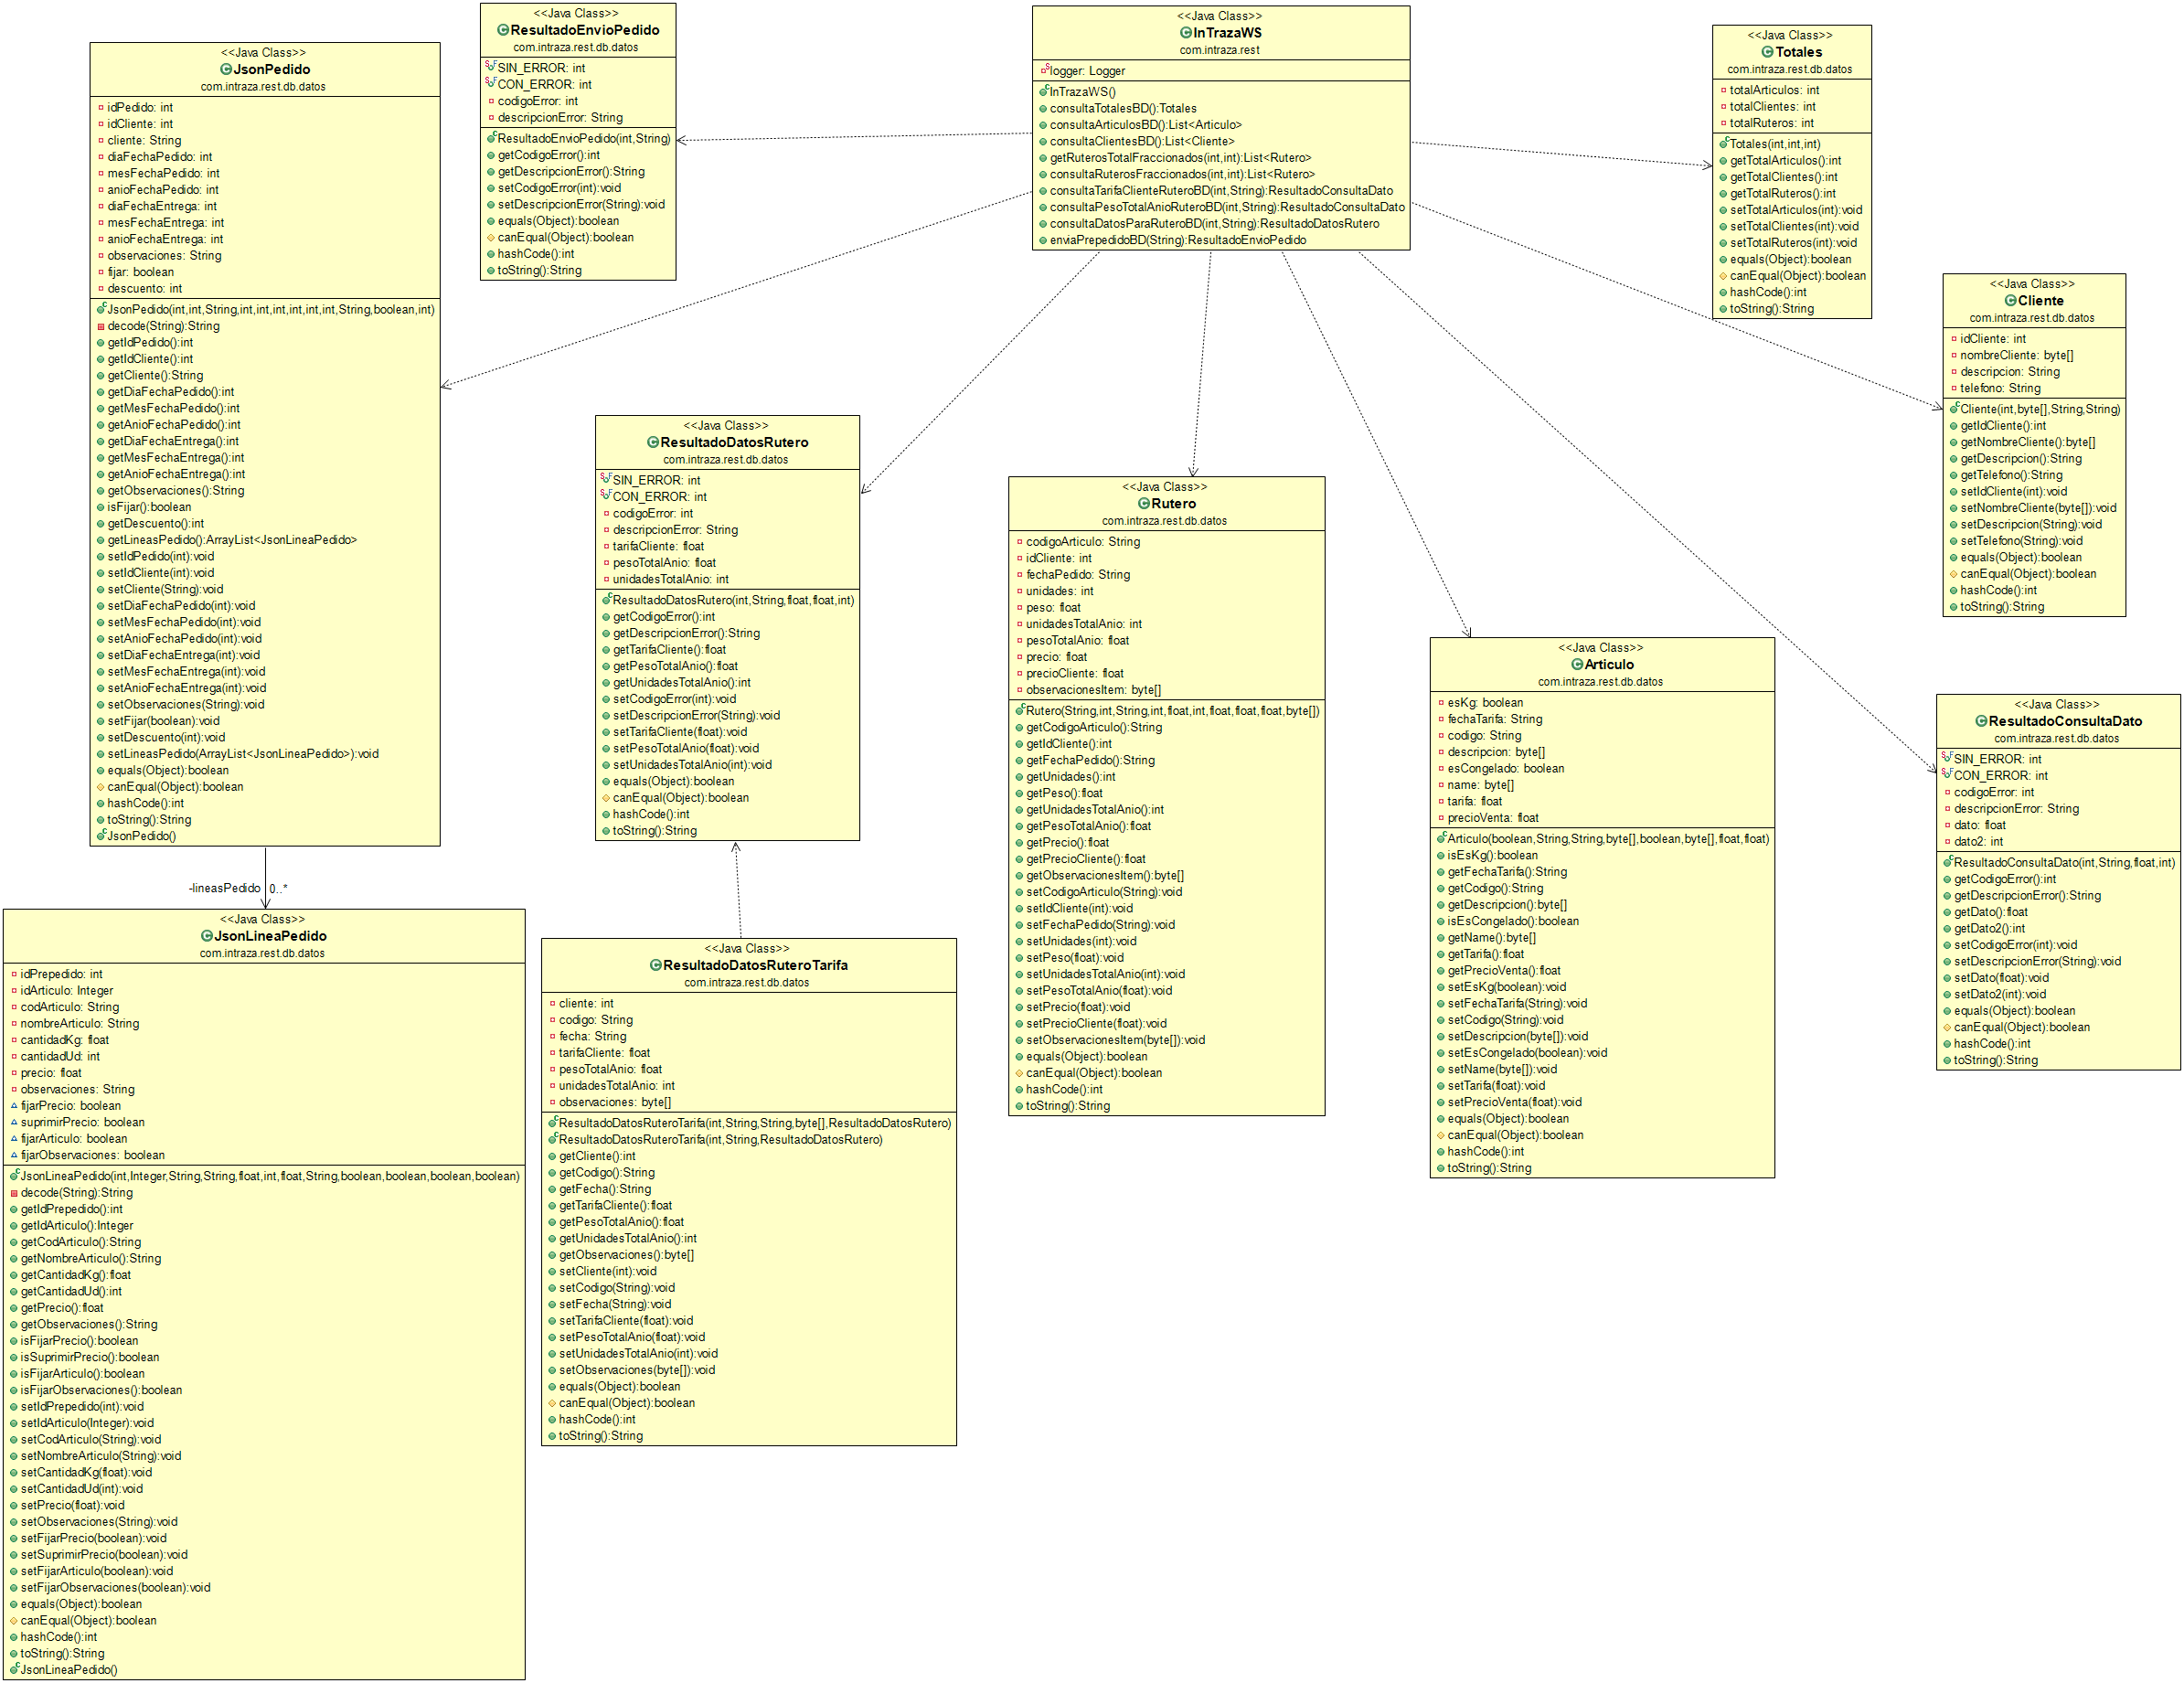 <<Java Class>>
JsonPedido
com.intraza.rest.db.datos
idPedido: int
idCliente: int
cliente: String
diaFechaPedido: int
mesFechaPedido: int
anioFechaPedido: int
diaFechaEntrega: int
mesFechaEntrega: int
anioFechaEntrega: int
observaciones: String
fijar: boolean
descuento: int
JsonPedido(int,int,String,int,int,int,int,int,int,String,boolean,int)
decode(String):String
getIdPedido():int
getIdCliente():int
getCliente():String
getDiaFechaPedido():int
getMesFechaPedido():int
getAnioFechaPedido():int
getDiaFechaEntrega():int
getMesFechaEntrega():int
getAnioFechaEntrega():int
getObservaciones():String
isFijar():boolean
getDescuento():int
getLineasPedido():ArrayList<JsonLineaPedido>
setIdPedido(int):void
setIdCliente(int):void
setCliente(String):void
setDiaFechaPedido(int):void
setMesFechaPedido(int):void
setAnioFechaPedido(int):void
setDiaFechaEntrega(int):void
setMesFechaEntrega(int):void
setAnioFechaEntrega(int):void
setObservaciones(String):void
setFijar(boolean):void
setDescuento(int):void
setLineasPedido(ArrayList<JsonLineaPedido>):void
equals(Object):boolean
canEqual(Object):boolean
hashCode():int
toString():String
JsonPedido()
-lineasPedido 0..*
<<Java Class>>
JsonLineaPedido
com.intraza.rest.db.datos
idPrepedido: int
idArticulo: Integer
codArticulo: String
nombreArticulo: String
cantidadKg: float
cantidadUd: int
precio: float
observaciones: String
fijarPrecio: boolean
suprimirPrecio: boolean
fijarArticulo: boolean
fijarObservaciones: boolean
JsonLineaPedido(int,Integer,String,String,float,int,float,String,boolean,boolean,boolean,boolean)
decode(String):String
getIdPrepedido():int
getIdArticulo():Integer
getCodArticulo():String
getNombreArticulo():String
getCantidadKg():float
getCantidadUd():int
getPrecio():float
getObservaciones():String
isFijarPrecio():boolean
isSuprimirPrecio():boolean
isFijarArticulo():boolean
isFijarObservaciones():boolean
setIdPrepedido(int):void
setIdArticulo(Integer):void
setCodArticulo(String):void
setNombreArticulo(String):void
setCantidadKg(float):void
setCantidadUd(int):void
setPrecio(float):void
setObservaciones(String):void
setFijarPrecio(boolean):void
setSuprimirPrecio(boolean):void
setFijarArticulo(boolean):void
setFijarObservaciones(boolean):void
equals(Object):boolean
canEqual(Object):boolean
hashCode():int
toString():String
JsonLineaPedido()
<<Java Class>>
ResultadoEnvioPedido
com.intraza.rest.db.datos
SIN_ERROR: int
CON_ERROR: int
codigoError: int
descripcionError: String
ResultadoEnvioPedido(int,String)
getCodigoError():int
getDescripcionError():String
setCodigoError(int):void
setDescripcionError(String):void
equals(Object):boolean
canEqual(Object):boolean
hashCode():int
toString():String
<<Java Class>>
ResultadoDatosRutero
com.intraza.rest.db.datos
SIN_ERROR: int
CON_ERROR: int
codigoError: int
descripcionError: String
tarifaCliente: float
pesoTotalAnio: float
unidadesTotalAnio: int
ResultadoDatosRutero(int,String,float,float,int)
getCodigoError():int
getDescripcionError():String
getTarifaCliente():float
getPesoTotalAnio():float
getUnidadesTotalAnio():int
setCodigoError(int):void
setDescripcionError(String):void
setTarifaCliente(float):void
setPesoTotalAnio(float):void
setUnidadesTotalAnio(int):void
equals(Object):boolean
canEqual(Object):boolean
hashCode():int
toString():String
<<Java Class>>
ResultadoDatosRuteroTarifa
com.intraza.rest.db.datos
cliente: int
codigo: String
fecha: String
tarifaCliente: float
pesoTotalAnio: float
unidadesTotalAnio: int
observaciones: byte[]
ResultadoDatosRuteroTarifa(int,String,String,byte[],ResultadoDatosRutero)
ResultadoDatosRuteroTarifa(int,String,ResultadoDatosRutero)
getCliente():int
getCodigo():String
getFecha():String
getTarifaCliente():float
getPesoTotalAnio():float
getUnidadesTotalAnio():int
getObservaciones():byte[]
setCliente(int):void
setCodigo(String):void
setFecha(String):void
setTarifaCliente(float):void
setPesoTotalAnio(float):void
setUnidadesTotalAnio(int):void
setObservaciones(byte[]):void
equals(Object):boolean
canEqual(Object):boolean
hashCode():int
toString():String
<<Java Class>>
InTrazaWS
com.intraza.rest
logger: Logger
InTrazaWS()
consultaTotalesBD():Totales
consultaArticulosBD():List<Articulo>
consultaClientesBD():List<Cliente>
getRuterosTotalFraccionados(int,int):List<Rutero>
consultaRuterosFraccionados(int,int):List<Rutero>
consultaTarifaClienteRuteroBD(int,String):ResultadoConsultaDato
consultaPesoTotalAnioRuteroBD(int,String):ResultadoConsultaDato
consultaDatosParaRuteroBD(int,String):ResultadoDatosRutero
enviaPrepedidoBD(String):ResultadoEnvioPedido
<<Java Class>>
Rutero
com.intraza.rest.db.datos
codigoArticulo: String
idCliente: int
fechaPedido: String
unidades: int
peso: float
unidadesTotalAnio: int
pesoTotalAnio: float
precio: float
precioCliente: float
observacionesItem: byte[]
Rutero(String,int,String,int,float,int,float,float,float,byte[])
getCodigoArticulo():String
getIdCliente():int
getFechaPedido():String
getUnidades():int
getPeso():float
getUnidadesTotalAnio():int
getPesoTotalAnio():float
getPrecio():float
getPrecioCliente():float
getObservacionesItem():byte[]
setCodigoArticulo(String):void
setIdCliente(int):void
setFechaPedido(String):void
setUnidades(int):void
setPeso(float):void
setUnidadesTotalAnio(int):void
setPesoTotalAnio(float):void
setPrecio(float):void
setPrecioCliente(float):void
setObservacionesItem(byte[]):void
equals(Object):boolean
canEqual(Object):boolean
hashCode():int
toString():String
<<Java Class>>
Articulo
com.intraza.rest.db.datos
esKg: boolean
fechaTarifa: String
codigo: String
descripcion: byte[]
esCongelado: boolean
name: byte[]
tarifa: float
precioVenta: float
Articulo(boolean,String,String,byte[],boolean,byte[],float,float)
isEsKg():boolean
getFechaTarifa():String
getCodigo():String
getDescripcion():byte[]
isEsCongelado():boolean
getName():byte[]
getTarifa():float
getPrecioVenta():float
setEsKg(boolean):void
setFechaTarifa(String):void
setCodigo(String):void
setDescripcion(byte[]):void
setEsCongelado(boolean):void
setName(byte[]):void
setTarifa(float):void
setPrecioVenta(float):void
equals(Object):boolean
canEqual(Object):boolean
hashCode():int
toString():String
<<Java Class>>
Totales
com.intraza.rest.db.datos
totalArticulos: int
totalClientes: int
totalRuteros: int
Totales(int,int,int)
getTotalArticulos():int
getTotalClientes():int
getTotalRuteros():int
setTotalArticulos(int):void
setTotalClientes(int):void
setTotalRuteros(int):void
equals(Object):boolean
canEqual(Object):boolean
hashCode():int
toString():String
<<Java Class>>
Cliente
com.intraza.rest.db.datos
idCliente: int
nombreCliente: byte[]
descripcion: String
telefono: String
Cliente(int,byte[],String,String)
getIdCliente():int
getNombreCliente():byte[]
getDescripcion():String
getTelefono():String
setIdCliente(int):void
setNombreCliente(byte[]):void
setDescripcion(String):void
setTelefono(String):void
equals(Object):boolean
canEqual(Object):boolean
hashCode():int
toString():String
<<Java Class>>
ResultadoConsultaDato
com.intraza.rest.db.datos
SIN_ERROR: int
CON_ERROR: int
codigoError: int
descripcionError: String
dato: float
dato2: int
ResultadoConsultaDato(int,String,float,int)
getCodigoError():int
getDescripcionError():String
getDato():float
getDato2():int
setCodigoError(int):void
setDescripcionError(String):void
setDato(float):void
setDato2(int):void
equals(Object):boolean
canEqual(Object):boolean
hashCode():int
toString():String